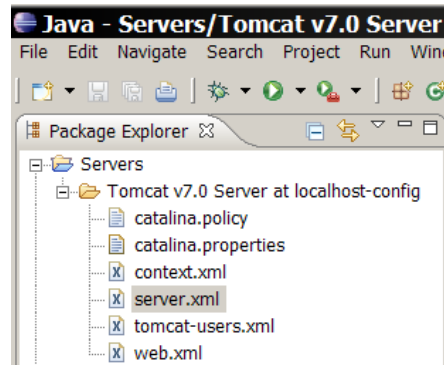 Java - Servers/Tomcat v7.0 Server
File Edit Navigate Search Project Run
Package Explorer
Servers
Tomcat v7.0 Server at localhost-config
catalina.policy
catalina.properties
context.xml
server.xml
tomcat-users.xml
web.xml